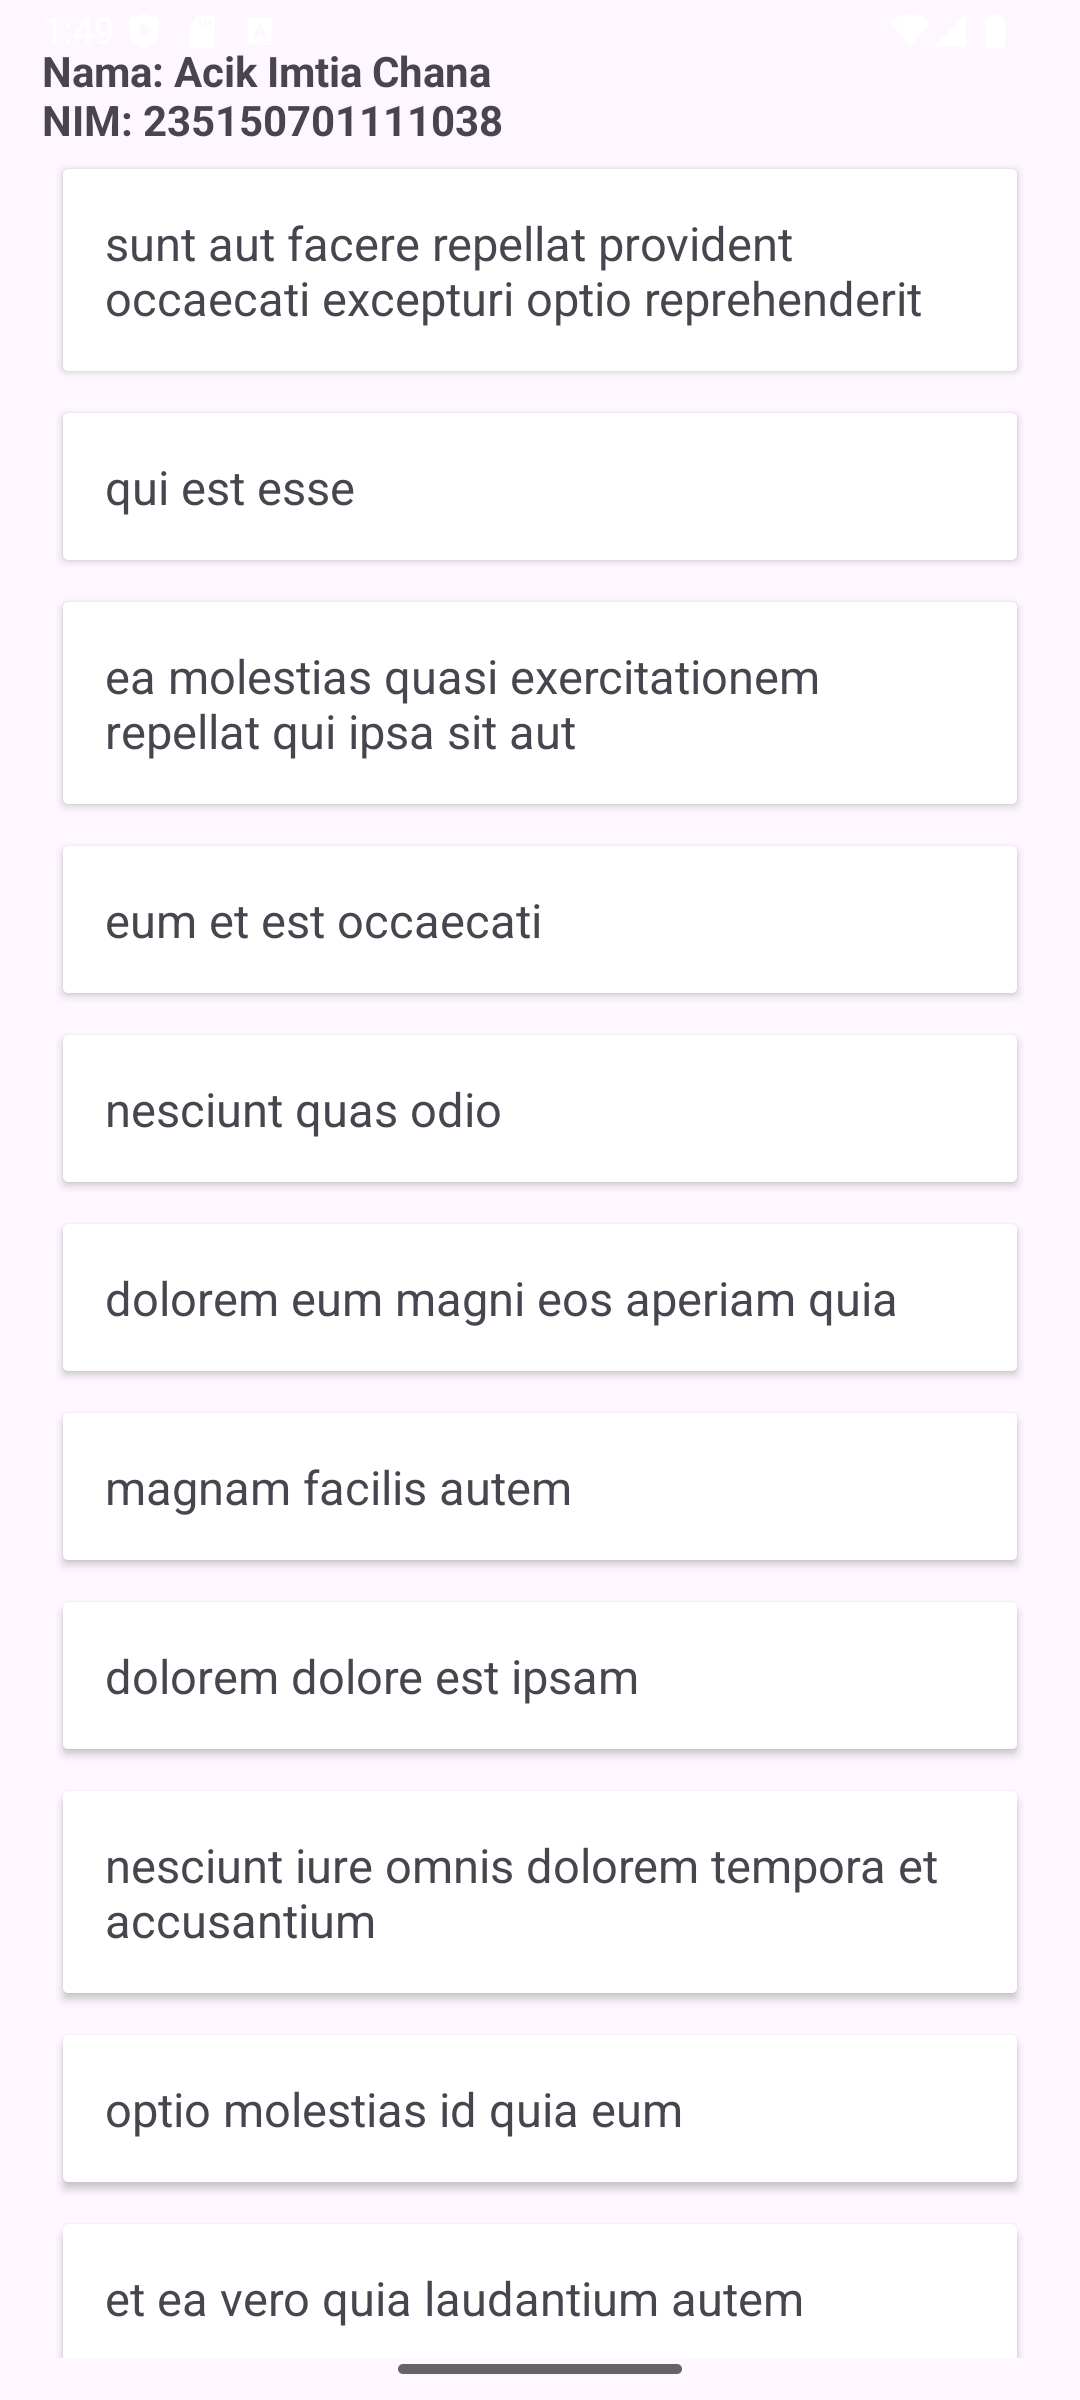 1:49
Nama: Acik Imtia Chana
NIM: 235150701111038
sunt aut facere repellat provident
occaecati excepturi optio reprehenderit
qui est esse
ea molestias quasi exercitationem
repellat qui ipsa sit aut
eum et est occaecati
nesciunt quas odio
dolorem eum magni eos aperiam quia
magnam facilis autem
dolorem dolore est ipsam
nesciunt iure omnis dolorem tempora et
accusantium
optio molestias id quia eum
et ea vero quia laudantium autem